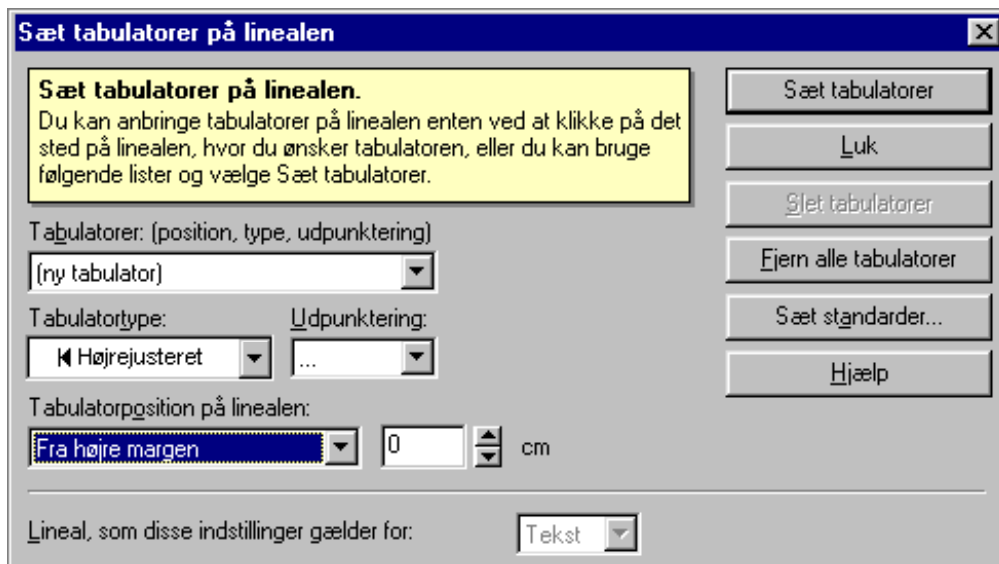 Sæt tabulatorer på linealen
Sæt tabulatorer på linealen.
Du kan anbringe tabulatorer på linealen enten ved at klikke på det
sted på linealen, hvor du ønsker tabulatoren, eller du kan bruge
følgende lister og vælge Sæt tabulatorer.
Tabulatorer: (position, type, udpunktering)
(ny tabulator)
Tabulatortype: Udpunktering:
Højrejusteret ...
Tabulatorposition på linealen:
Fra højre margen 0 cm
Lineal, som disse indstillinger gælder for: Tekst
Sæt tabulatorer
Luk
Slet tabulatorer
Fjern alle tabulatorer
Sæt standarder...
Hjælp